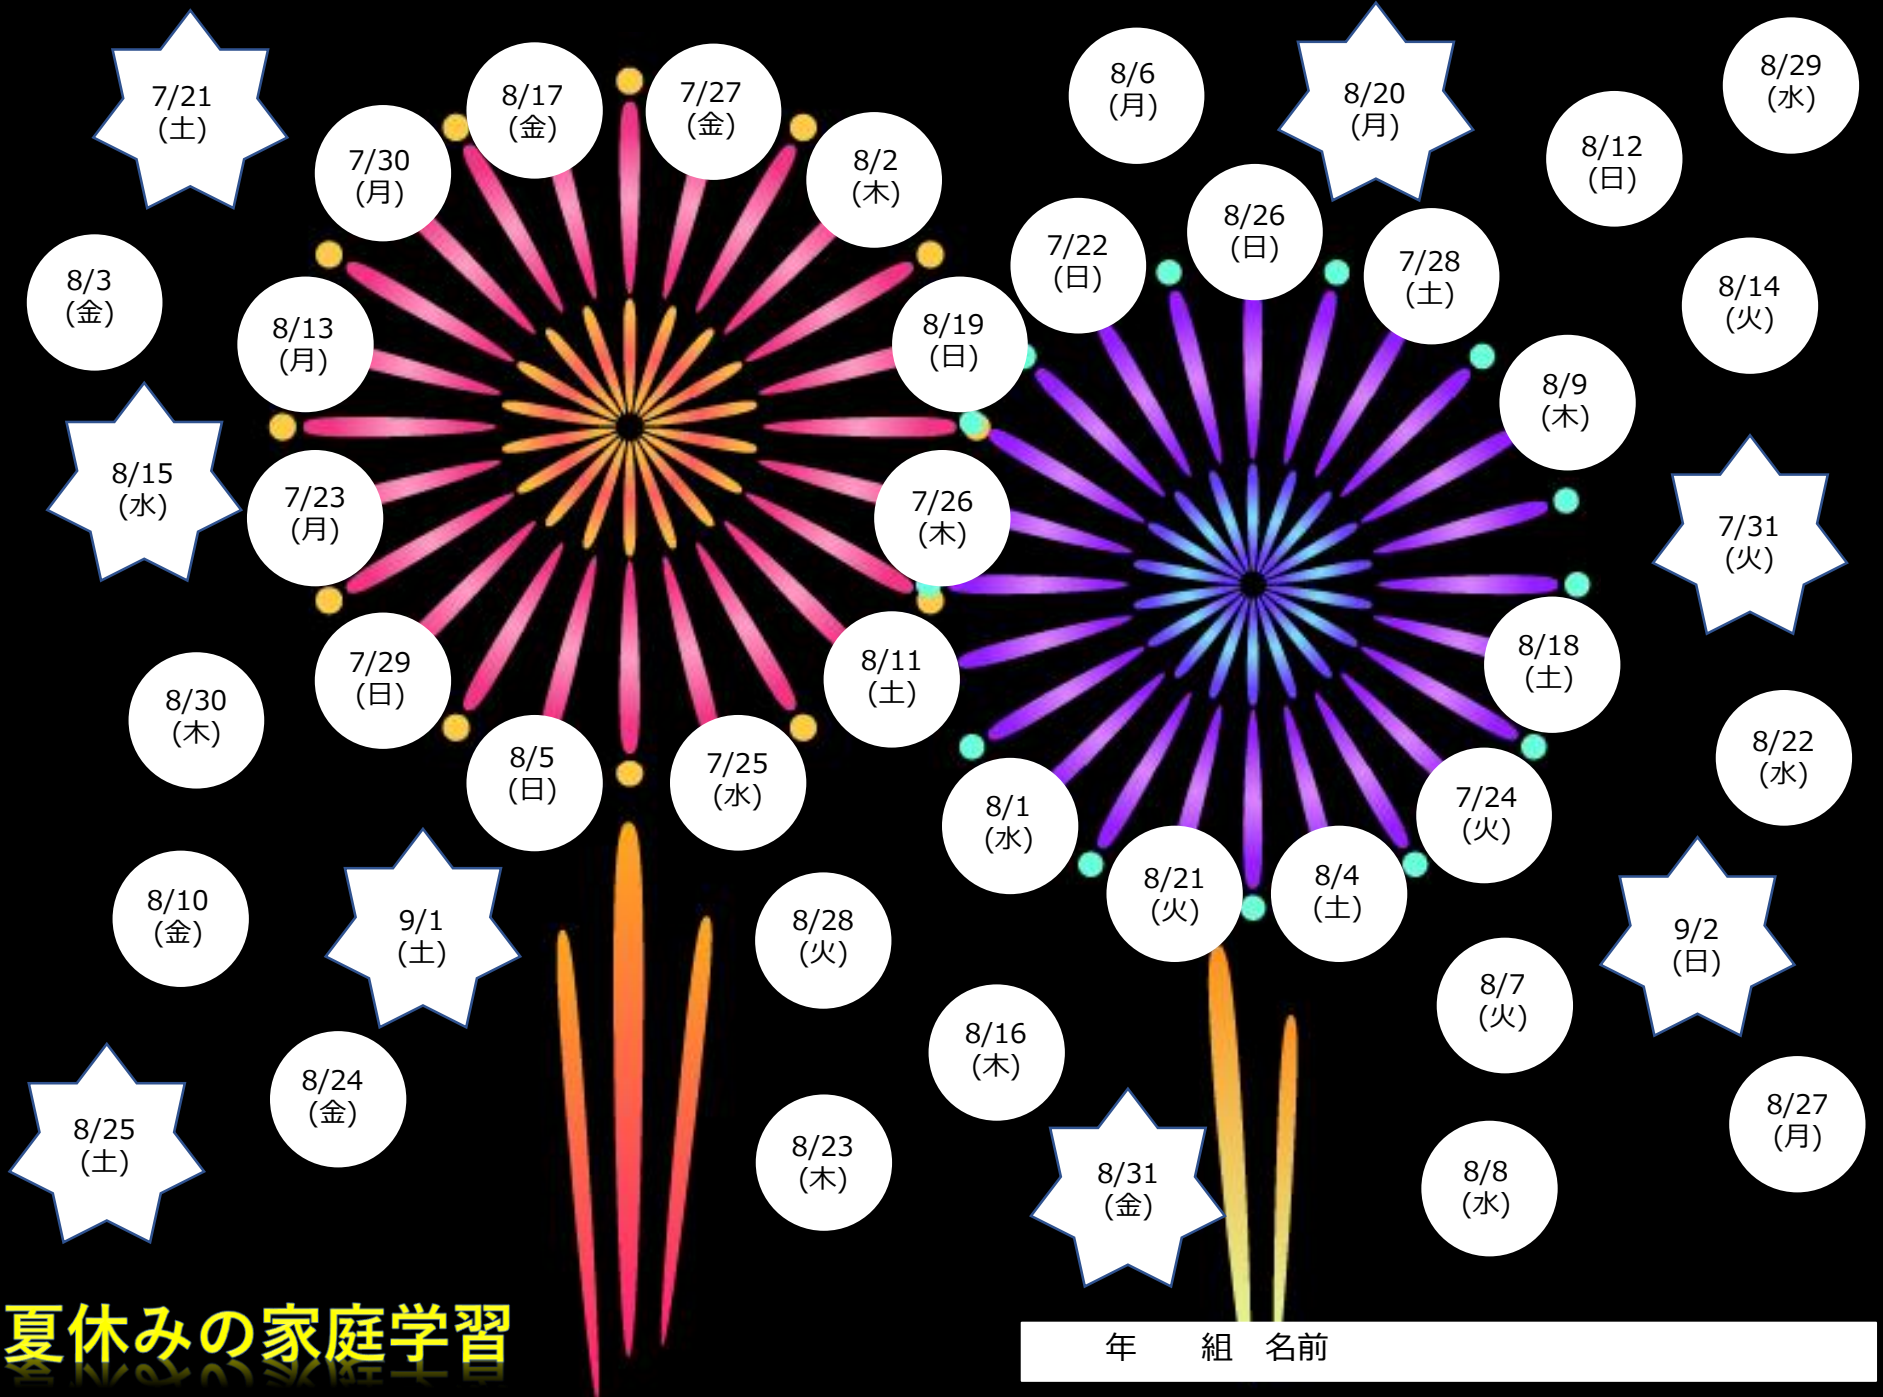 7/21
(土)
8/17
(金)
7/27
(金)
8/6
(月)
8/20
(月)
8/29
(水)
7/30
(月)
8/2
(木)
8/12
(日)
8/3
(金)
7/22
(日)
8/26
(日)
7/28
(土)
8/14
(火)
8/13
(月)
8/19
(日)
8/9
(木)
8/15
(水)
7/23
(月)
7/26
(木)
7/31
(火)
8/30
(木)
7/29
(日)
8/11
(土)
8/18
(土)
8/5
(日)
7/25
(水)
8/1
(水)
7/24
(火)
8/22
(水)
8/10
(金)
9/1
(土)
8/28
(火)
8/21
(火)
8/4
(土)
9/2
(日)
8/7
(火)
8/16
(木)
8/24
(金)
8/25
(土)
8/23
(木)
8/31
(金)
8/8
(水)
8/27
(月)
夏休みの家庭学習
年 組 名前